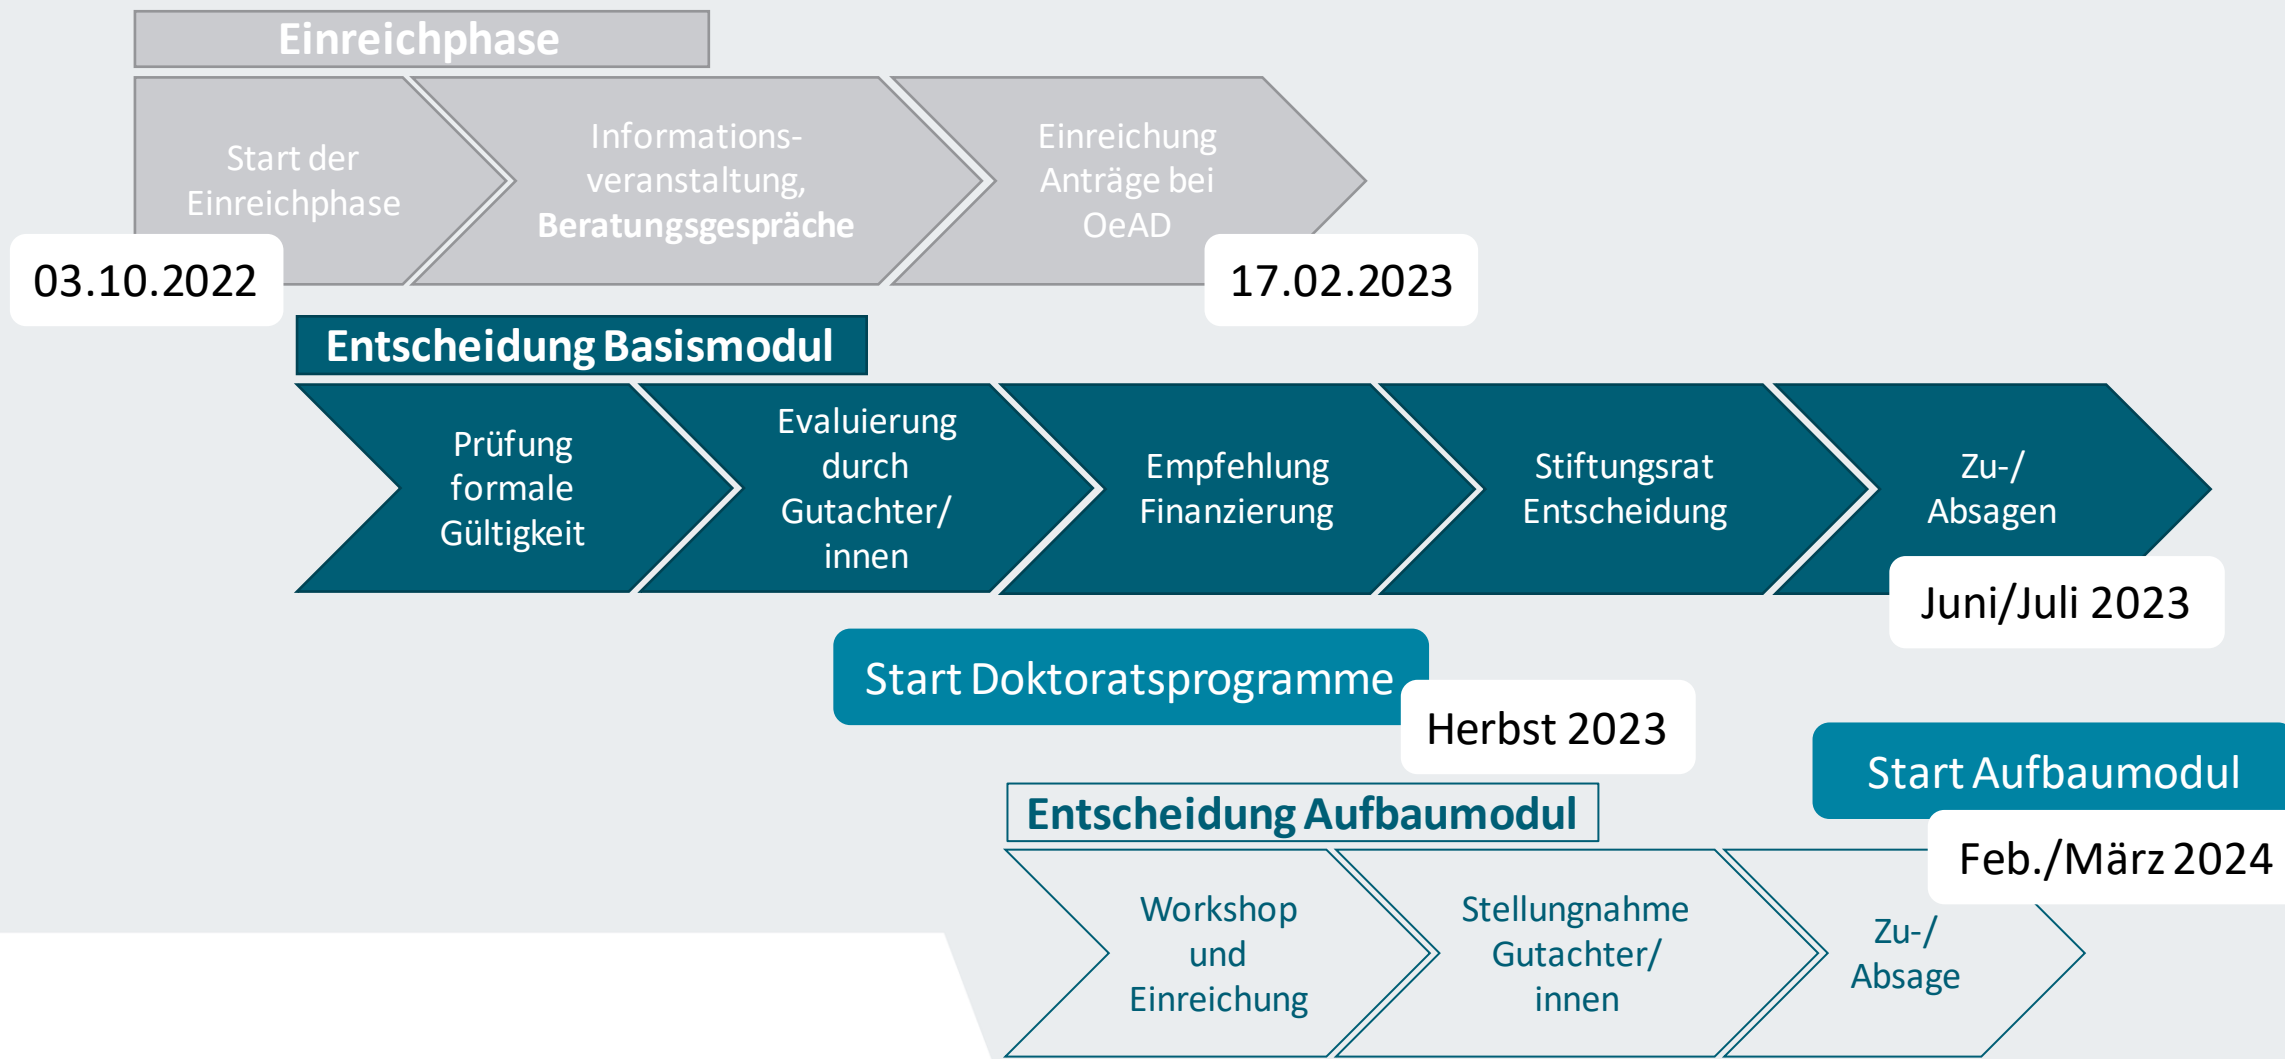 Einreichphase
Start der
Einreichphase
Informations-
veranstaltung,
Beratungsgespräche
Einreichung
Anträge bei
OeAD
03.10.2022
17.02.2023
Entscheidung Basismodul
Prüfung
formale
Gültigkeit
Evaluierung
durch
Gutachter/
innen
Empfehlung
Finanzierung
Stiftungsrat
Entscheidung
Zu-/
Absagen
Juni/Juli 2023
Start Doktoratsprogramme
Herbst 2023
Start Aufbaumodul
Feb./März 2024
Entscheidung Aufbaumodul
Workshop
und
Einreichung
Stellungnahme
Gutachter/
innen
Zu-/
Absage